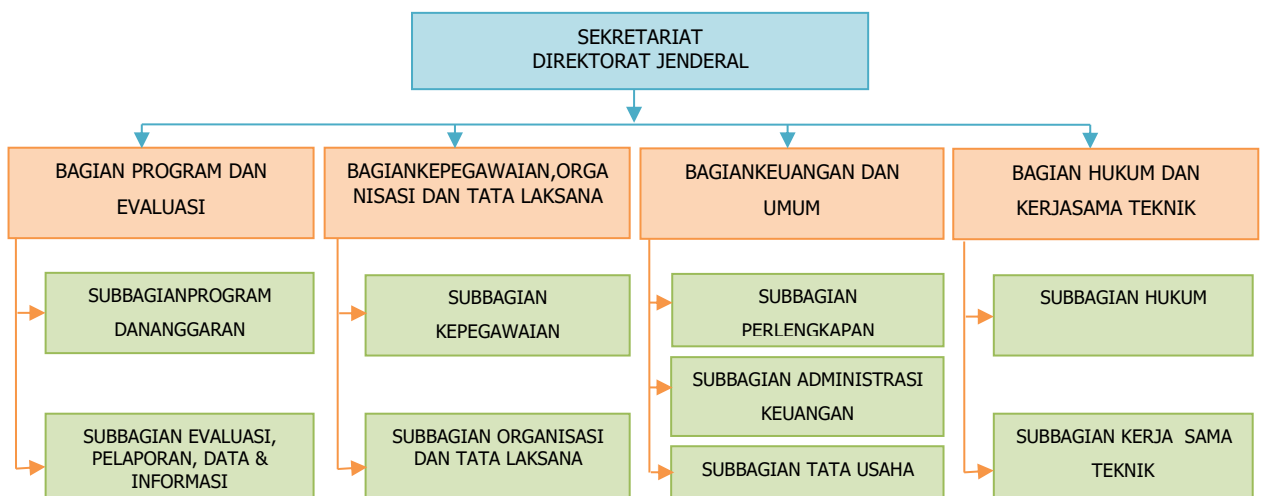 SEKRETARIAT
DIREKTORAT JENDERAL
BAGIAN PROGRAM DAN
EVALUASI
BAGIANKEPEGAWAIAN,ORGA
NISASI DAN TATA LAKSANA
BAGIANKEUANGAN DAN
UMUM
BAGIAN HUKUM DAN
KERJASAMA TEKNIK
SUBBAGIANPROGRAM
DANANGGARAN
SUBBAGIAN
KEPEGAWAIAN
SUBBAGIAN
PERLENGKAPAN
SUBBAGIAN HUKUM
SUBBAGIAN ADMINISTRASI
KEUANGAN
SUBBAGIAN EVALUASI,
PELAPORAN, DATA &
INFORMASI
SUBBAGIAN ORGANISASI
DAN TATA LAKSANA
SUBBAGIAN TATA USAHA
SUBBAGIAN KERJA  SAMA
TEKNIK